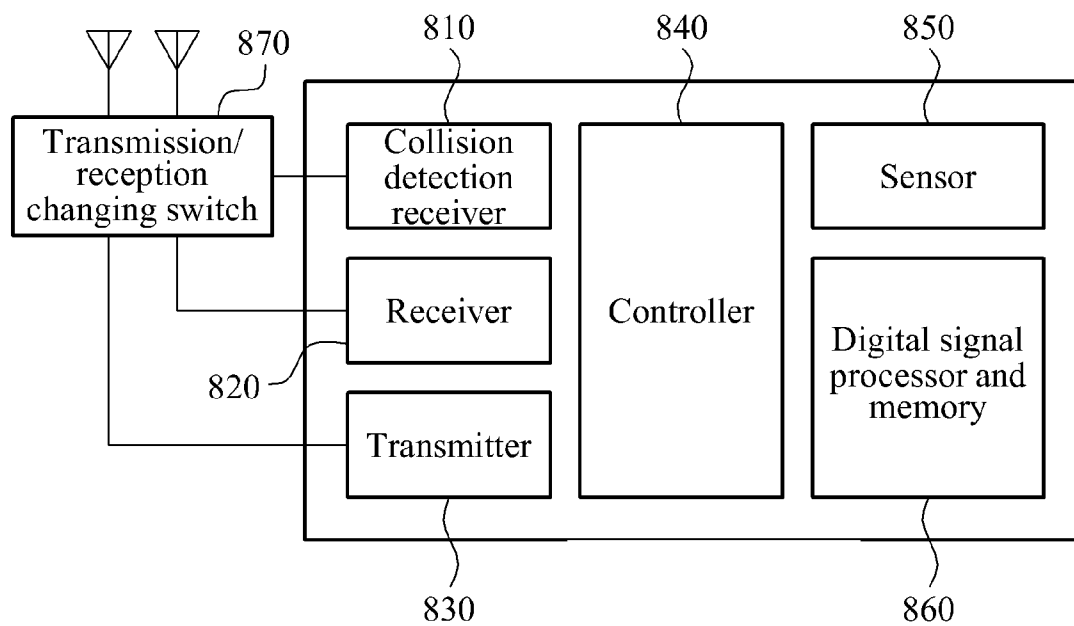 870
810
840
850
Transmission/
reception
changing switch
Collision
detection
receiver
Sensor
Receiver
820
Controller
Digital signal
processor and
memory
Transmitter
830
860